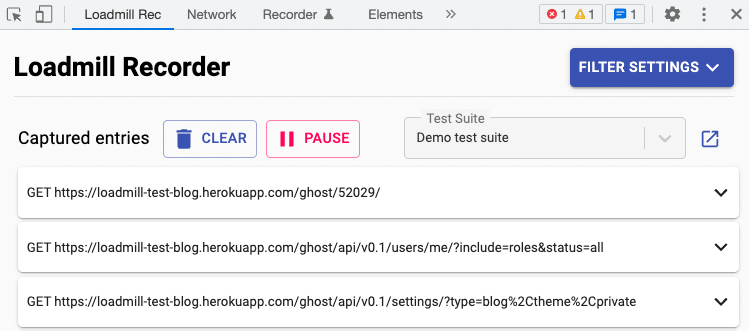 Loadmill Rec Network Recorder Elements 1 1 1
Loadmill Recorder
FILTER SETTINGS
Captured entries CLEAR PAUSE
Test Suite
Demo test suite
GET https://loadmill-test-blog.herokuapp.com/ghost/52029/
GET https://loadmill-test-blog.herokuapp.com/ghost/api/v0.1/users/me/?include=roles&status=all
GET https://loadmill-test-blog.herokuapp.com/ghost/api/v0.1/settings/?type=blog%2Ctheme%2Cprivate